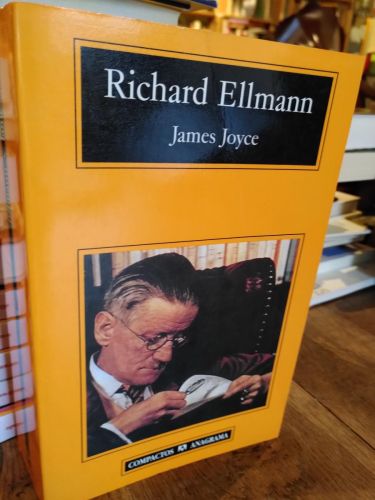 Richard Ellmann
James Joyce
COMPACTOS ANAGRAMA